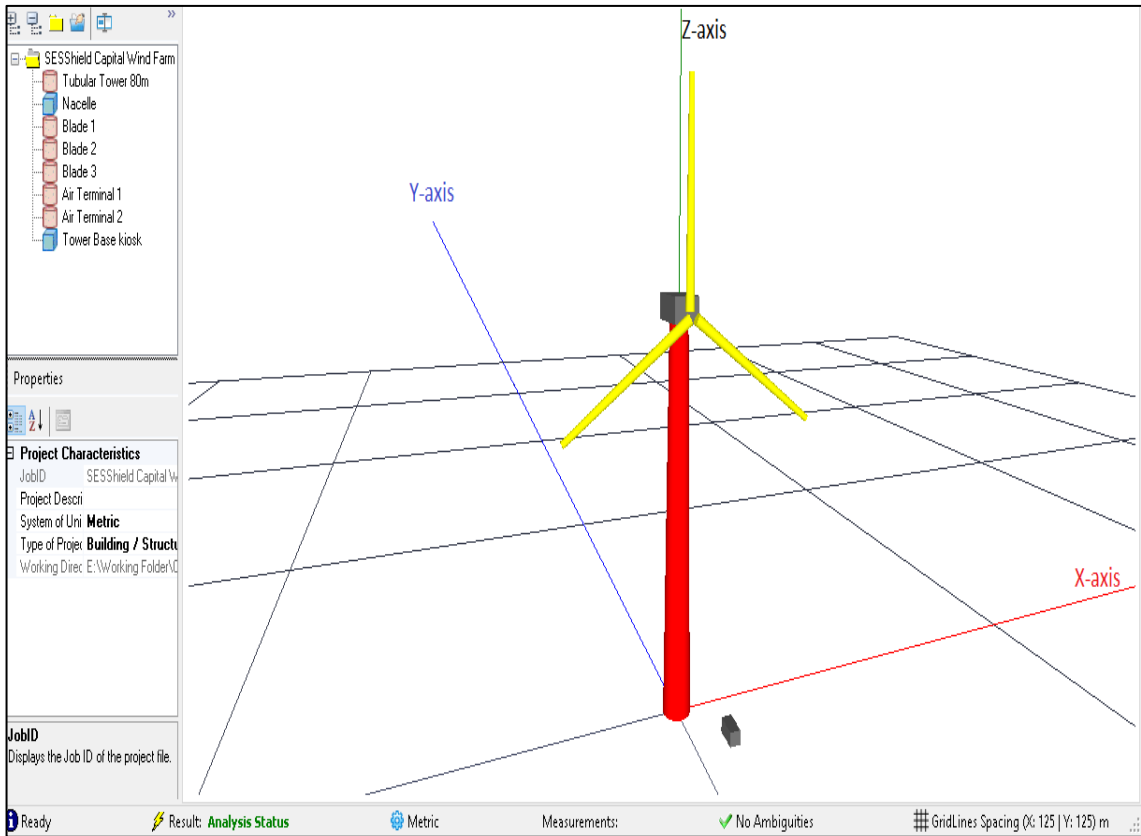 »
SESShield Capital Wind Farm
Tubular Tower 80m
Nacelle
Blade 1
Blade 2
Blade 3
Air Terminal 1
Air Terminal 2
Tower Base kiosk
Properties
Project Characteristics
JobID SESShield Capital W
Project Descri
System of Uni Metric
Type of Projec Building / Structu
Working Direc E:\Working Folder\D
JobID
Displays the Job ID of the project file.
Z-axis
Y-axis
X-axis
Ready Result: Analysis Status Metric Measurements: No Ambiguities GridLines Spacing (X: 125 | Y: 125) m